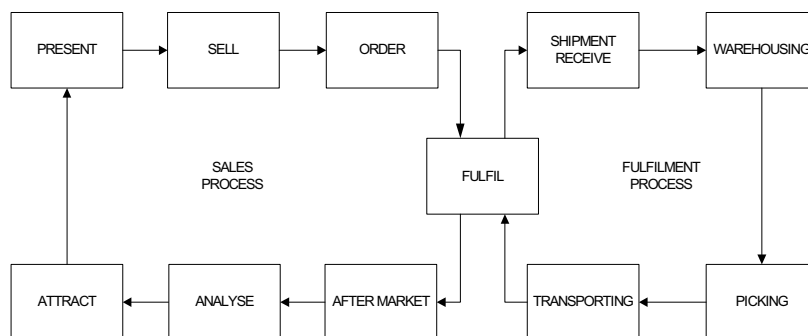 PRESENT
SELL
ORDER
SHIPMENT
RECEIVE
WAREHOUSING
SALES
PROCESS
FULFIL
FULFILMENT
PROCESS
ATTRACT
ANALYSE
AFTER MARKET
TRANSPORTING
PICKING